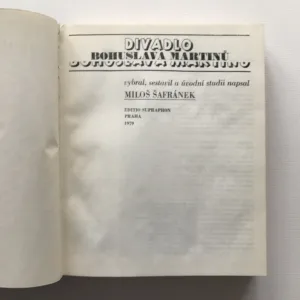 DIVADLO
BOHUSLAVA MARTINŮ
vybral, sestavil a úvodní studii napsal
MILOŠ ŠAFRÁNEK
EDITIO SUPRAPHON
PRAHA
1979